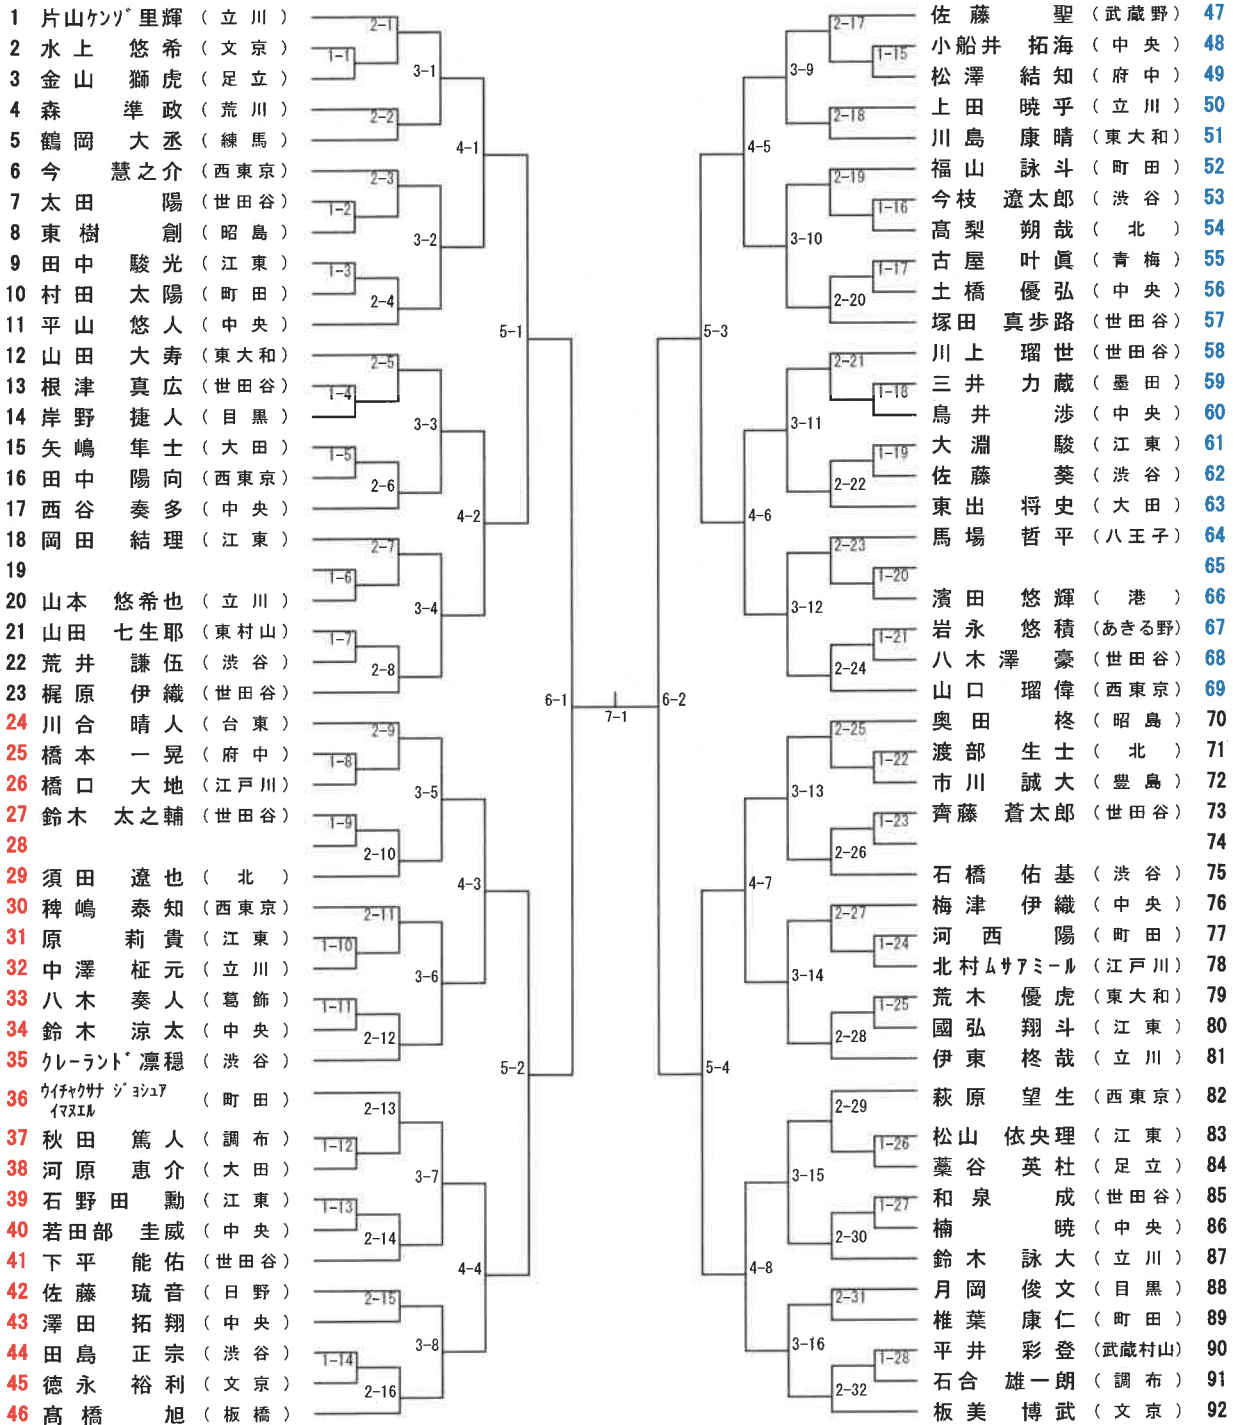 1 片山ケンゾ゛里輝 (立川)
2 水上 悠希 (文京)
3 金山 獅虎 (足立)
4 森 準政 (荒川)
5 鶴岡 大丞 (練馬)
6 今 慧之介 (西東京)
7 太田 陽 (世田谷)
8 東樹 創 (昭島)
9 田中 駿光 (江東)
10 村田 太陽 (町田)
11 平山 悠人 (中央)
12 山田 大寿 (東大和)
13 根津 真広 (世田谷)
14 岸野 捷人 (目黒)
15 矢嶋 隼士 (大田)
16 田中 陽向 (西東京)
17 西谷 奏多 (中央)
18 岡田 結理 (江東)
19
20 山本 悠希也 (立川)
21 山田 七生耶 (東村山)
22 荒井 謙伍 (渋谷)
23 梶原 伊織 (世田谷)
24 川合 晴人 (台東)
25 橋本 一晃 (府中)
26 橋口 大地 (江戸川)
27 鈴木 太之輔 (世田谷)
28
29 須田 遼也 (北)
30 稗嶋 泰知 (西東京)
31 原 莉貴 (江東)
32 中澤 柾元 (立川)
33 八木 奏人 (葛飾)
34 鈴木 涼太 (中央)
35 クレーランド゛凛穏 (渋谷)
36 ウイチャクサナ ジョシュア イマヌエル (町田)
37 秋田 篤人 (調布)
38 河原 恵介 (大田)
39 石野田 勳 (江東)
40 若田部 圭威 (中央)
41 下平 能佑 (世田谷)
42 佐藤 琉音 (日野)
43 澤田 拓翔 (中央)
44 田島 正宗 (渋谷)
45 徳永 裕利 (文京)
46 髙橋 旭 (板橋)
2-1
1-1
3-1
2-2
4-1
2-3
1-2
3-2
1-3
2-4
5-1
2-5
1-4
3-3
1-5
2-6
4-2
2-7
1-6
3-4
1-7
2-8
6-1
2-9
1-8
3-5
1-9
2-10
4-3
2-11
1-10
3-6
1-11
2-12
5-2
2-13
1-12
3-7
1-13
2-14
4-4
2-15
3-8
1-14
2-16
7-1
2-17
1-15
3-9
2-18
4-5
2-19
1-16
3-10
1-17
2-20
5-3
2-21
1-18
3-11
1-19
2-22
4-6
2-23
1-20
3-12
1-21
2-24
6-2
2-25
1-22
3-13
1-23
2-26
4-7
2-27
1-24
3-14
1-25
2-28
5-4
2-29
1-26
3-15
1-27
2-30
4-8
2-31
3-16
1-28
2-32
佐藤 聖 (武蔵野) 47
小船井 拓海 (中央) 48
松澤 結知 (府中) 49
上田 暁乎 (立川) 50
川島 康晴 (東大和) 51
福山 詠斗 (町田) 52
今枝 遼太郎 (渋谷) 53
髙梨 朔哉 (北) 54
古屋 叶眞 (青梅) 55
土橋 優弘 (中央) 56
塚田 真歩路 (世田谷) 57
川上 瑠世 (世田谷) 58
三井 力蔵 (墨田) 59
鳥井 渉 (中央) 60
大淵 駿 (江東) 61
佐藤 葵 (渋谷) 62
東出 将史 (大田) 63
馬場 哲平 (八王子) 64
65
濱田 悠輝 (港) 66
岩永 悠積 (あきる野) 67
八木澤 豪 (世田谷) 68
山口 瑠偉 (西東京) 69
奥田 柊 (昭島) 70
渡部 生士 (北) 71
市川 誠大 (豊島) 72
齊藤 蒼太郎 (世田谷) 73
74
石橋 佑基 (渋谷) 75
梅津 伊織 (中央) 76
河西 陽 (町田) 77
北村ムサアミール (江戸川) 78
荒木 優虎 (東大和) 79
國弘 翔斗 (江東) 80
伊東 柊哉 (立川) 81
萩原 望生 (西東京) 82
松山 依央理 (江東) 83
藁谷 英杜 (足立) 84
和泉 成 (世田谷) 85
楠 暁 (中央) 86
鈴木 詠大 (立川) 87
月岡 俊文 (目黒) 88
椎葉 康仁 (町田) 89
平井 彩登 (武蔵村山) 90
石合 雄一朗 (調布) 91
板美 博武 (文京) 92